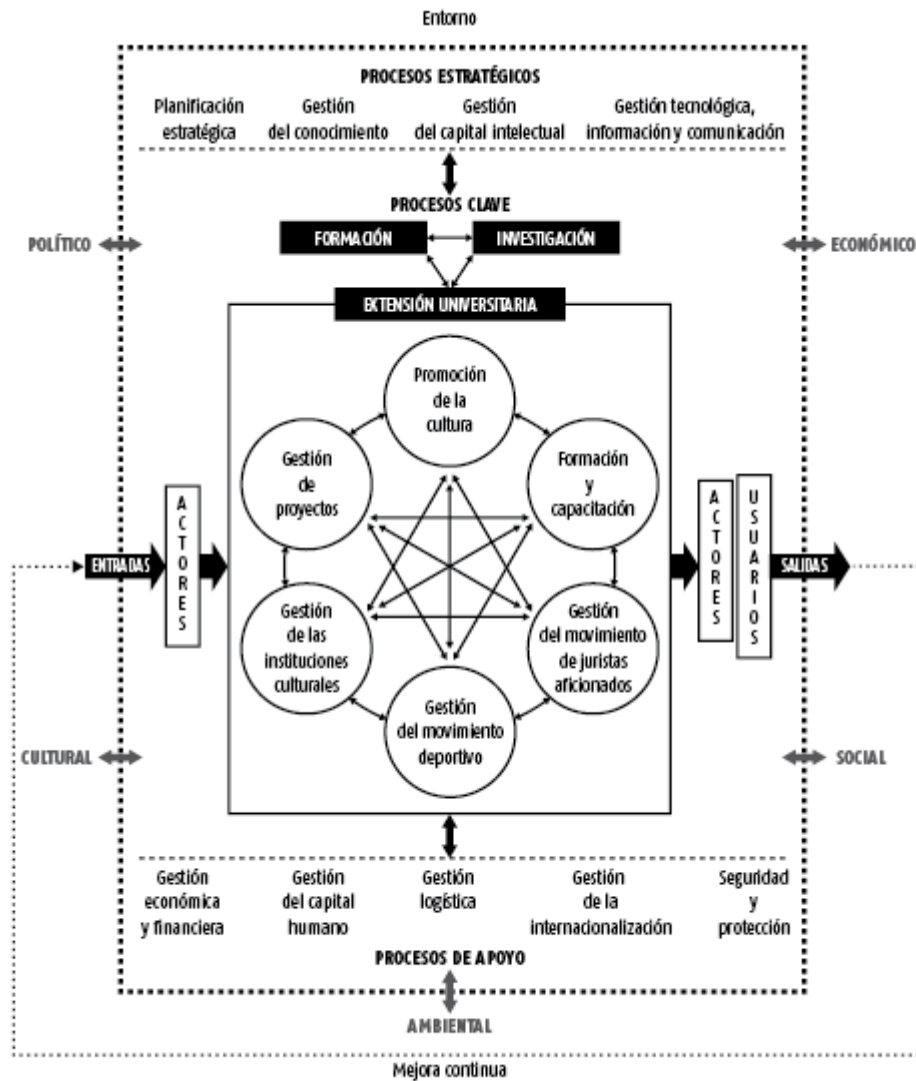 Entorno
PROCESOS ESTRATÉGICOS
Planificación
estratégica
Gestión
del conocimiento
Gestión
del capital intelectual
Gestión tecnológica,
información y comunicación
PROCESOS CLAVE
FORMACIÓN
INVESTIGACIÓN
POLÍTICO
ECONÓMICO
EXTENSIÓN UNIVERSITARIA
Promoción
de la
cultura
Gestión
de
proyectos
Formación
y
capacitación
ENTRADAS
ACTORES
ACTORES
USUARIOS
SALIDAS
Gestión
de las
instituciones
culturales
Gestión
del movimiento
de juristas
aficionados
Gestión
del movimiento
deportivo
CULTURAL
SOCIAL
Gestión
económica
y financiera
Gestión
del capital
humano
Gestión
logística
Gestión
de la
internacionalización
Seguridad
y
protección
PROCESOS DE APOYO
AMBIENTAL
Mejora continua